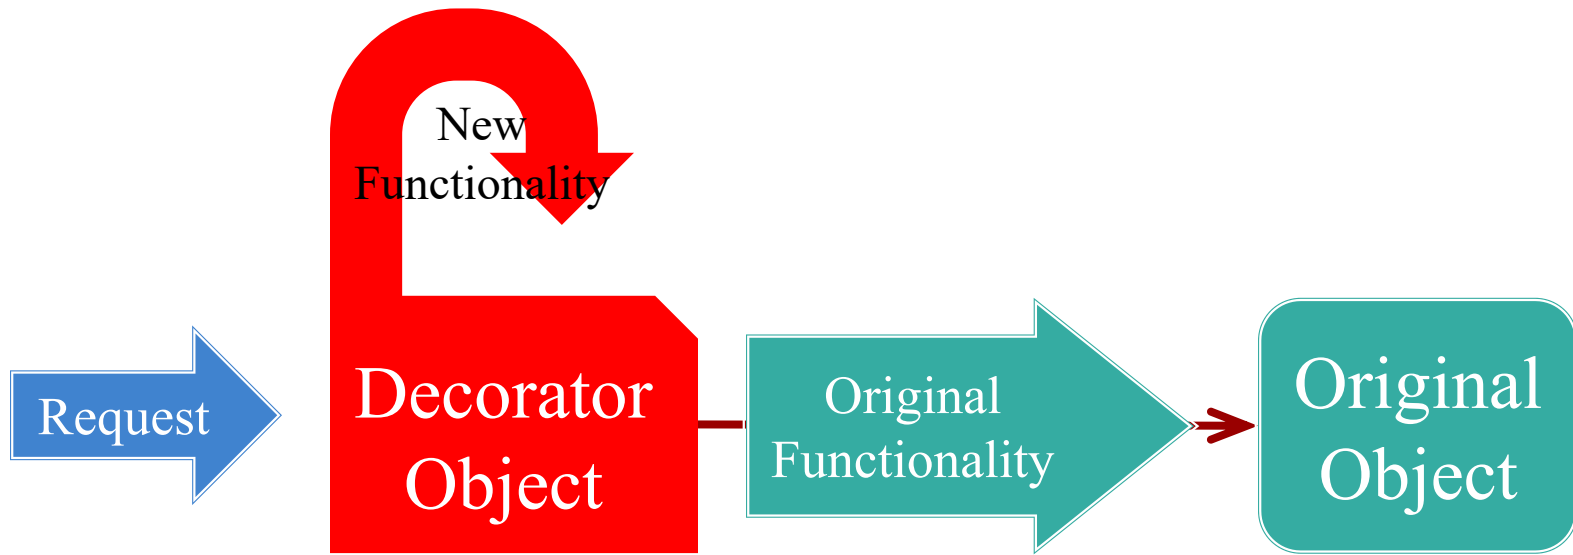 New
Functionality
Request
Decorator
Object
Original
Functionality
Original
Object